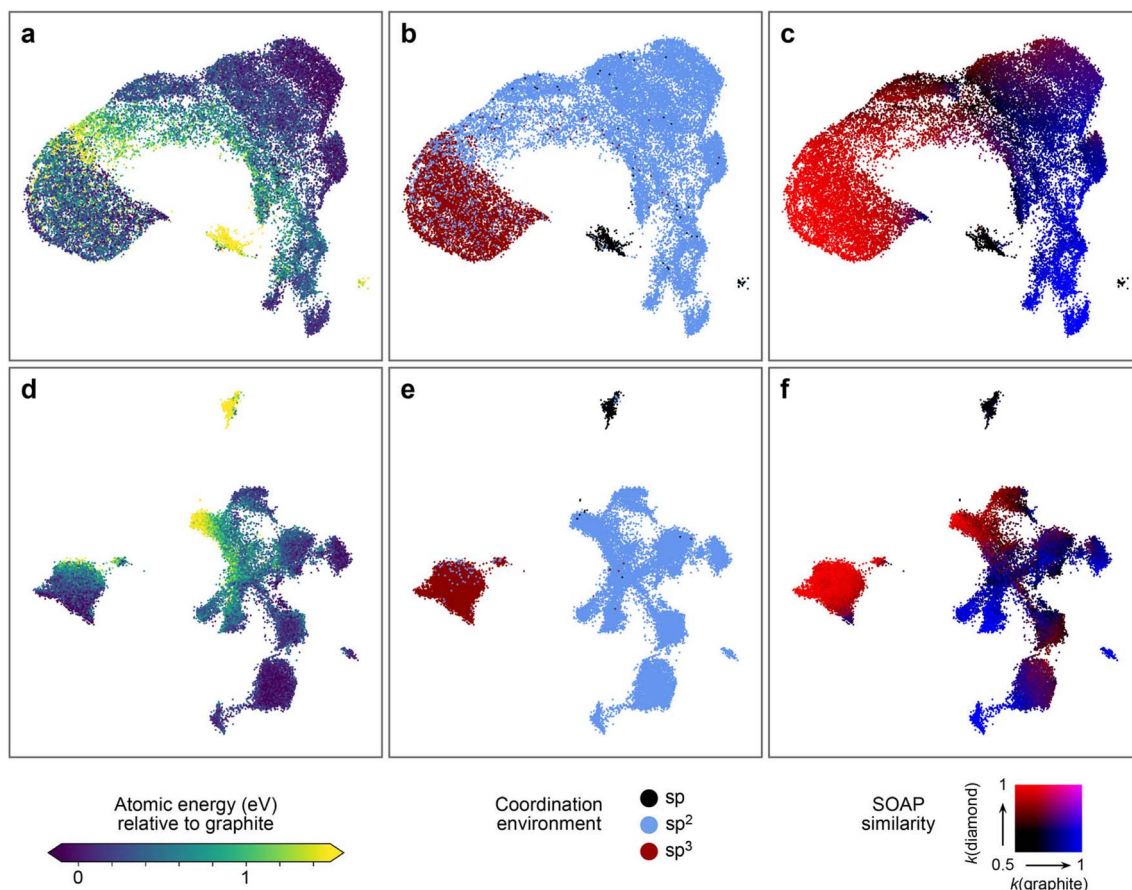 a
b
c
d
e
f
Atomic energy (eV)
relative to graphite
0
1
Coordination
environment
sp
sp²
sp³
SOAP
similarity
1
k(diamond)
0.5
1
k(graphite)